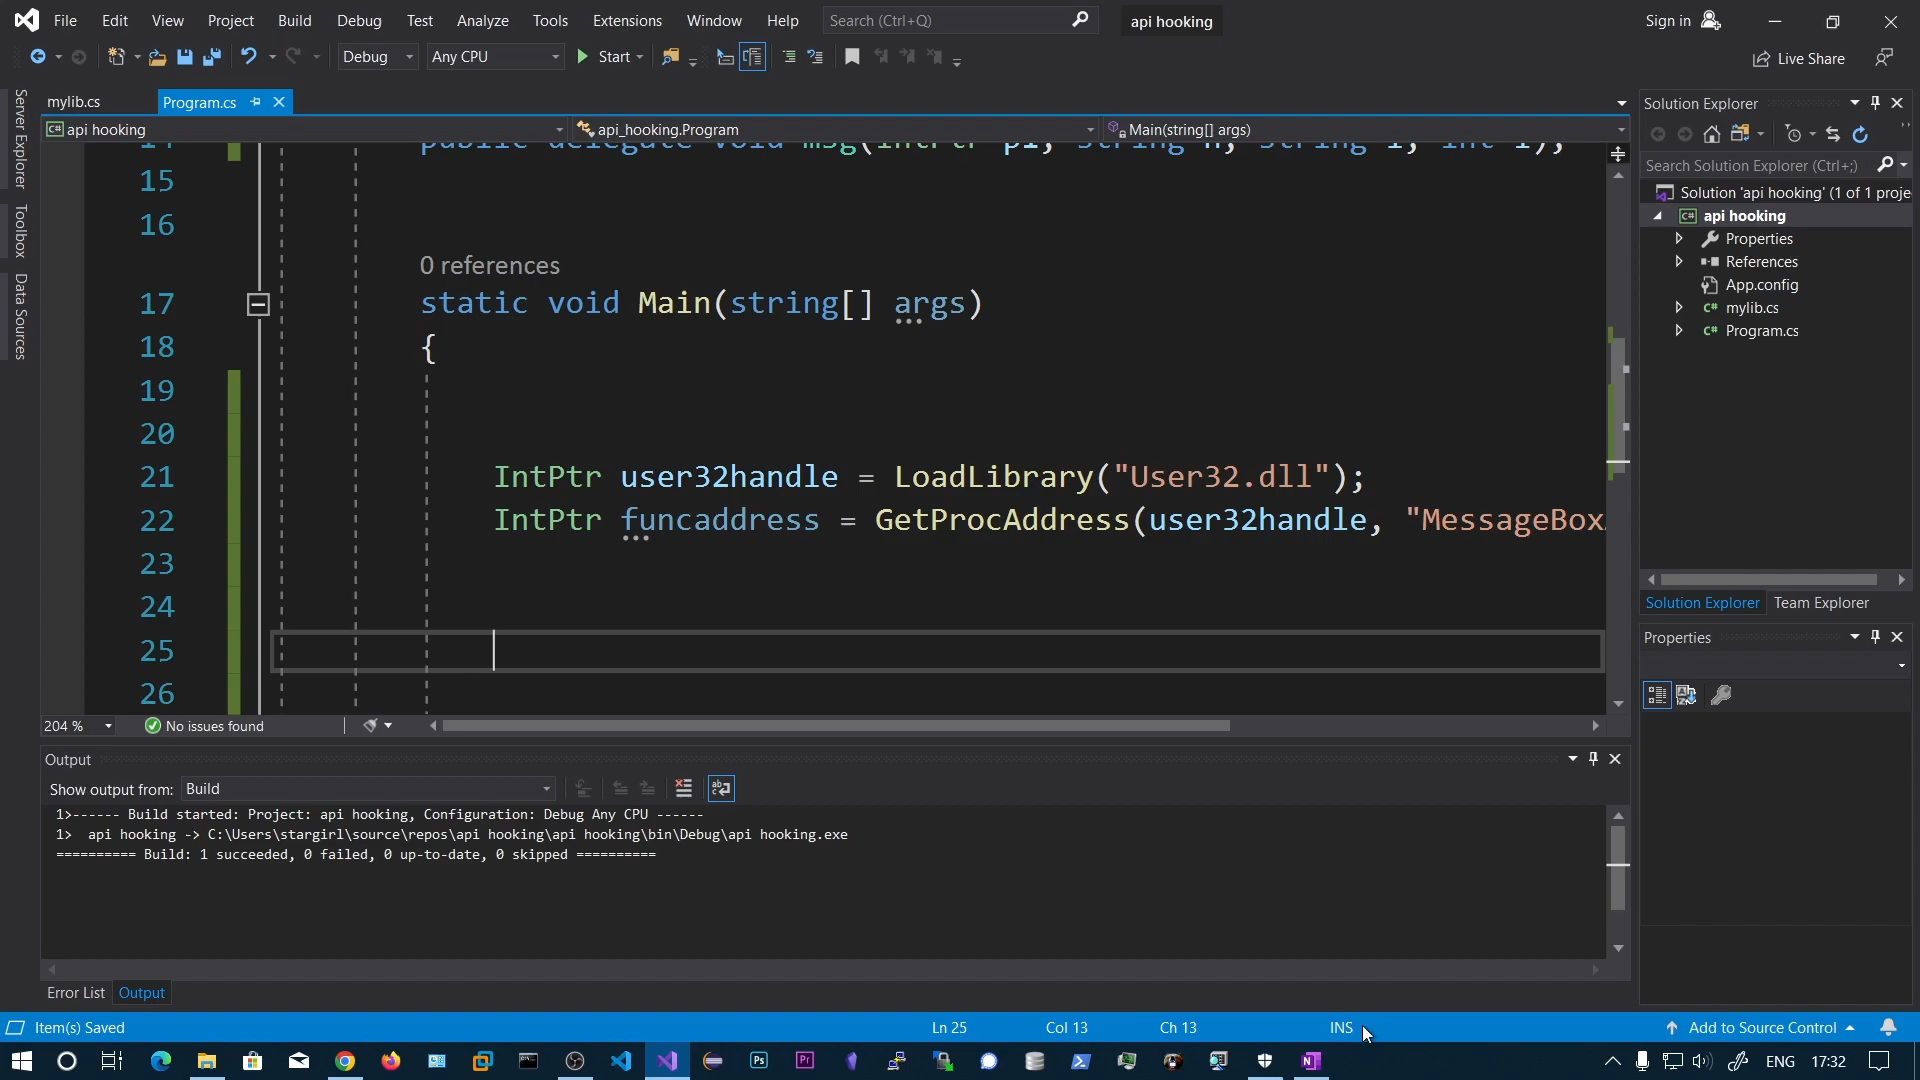 File Edit View Project Build Debug Test Analyze Tools Extensions Window Help Search (Ctrl+Q) api hooking Sign in
Debug Any CPU Start Live Share
Server Explorer
Toolbox
Data Sources
mylib.cs Program.cs
api hooking api_hooking.Program Main(string[] args)
15
16
0 references
17 static void Main(string[] args)
18 {
19
20
21 IntPtr user32handle = LoadLibrary("User32.dll");
22 IntPtr funcaddress = GetProcAddress(user32handle, "MessageBox
23
24
25
26
204 % No issues found
Output
Show output from: Build
1>------ Build started: Project: api hooking, Configuration: Debug Any CPU ------
1> api hooking -> C:\Users\stargirl\source\repos\api hooking\api hooking\bin\Debug\api hooking.exe
========== Build: 1 succeeded, 0 failed, 0 up-to-date, 0 skipped ==========
Error List Output
Solution Explorer
Search Solution Explorer (Ctrl+;)
Solution 'api hooking' (1 of 1 proje
C# api hooking
Properties
References
App.config
C# mylib.cs
C# Program.cs
Solution Explorer Team Explorer
Properties
Item(s) Saved Ln 25 Col 13 Ch 13 INS Add to Source Control
Ps Pr N ENG 17:32